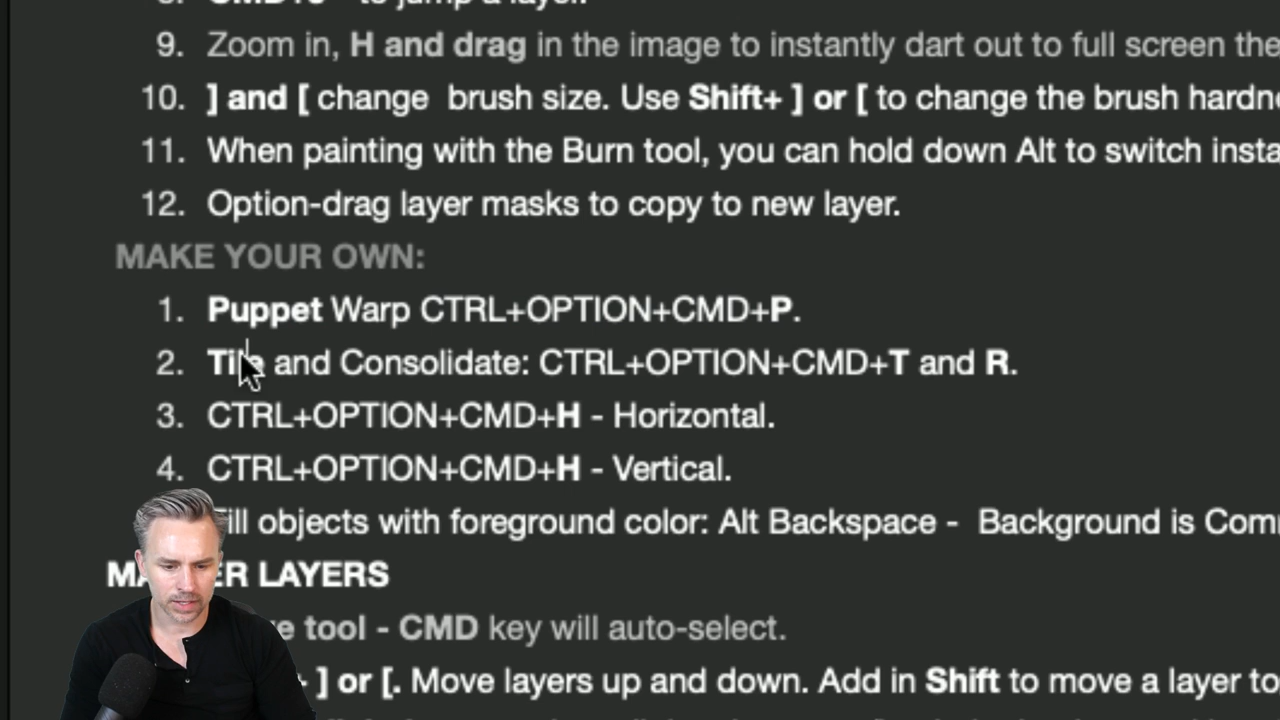 to jump a layer.
9. Zoom in, H and drag in the image to instantly dart out to full screen the
10. ] and [ change brush size. Use Shift+ ] or [ to change the brush
11. When painting with the Burn tool, you can hold down Alt to switch
12. Option-drag layer masks to copy to new layer.
MAKE YOUR OWN:
1. Puppet Warp CTRL+OPTION+CMD+P.
2. Tile and Consolidate: CTRL+OPTION+CMD+T and R.
3. CTRL+OPTION+CMD+H - Horizontal.
4. CTRL+OPTION+CMD+H - Vertical.
Fill objects with foreground color: Alt Backspace - Background is
LAYERS
tool - CMD key will auto-select.
] or [. Move layers up and down. Add in Shift to move a layer to